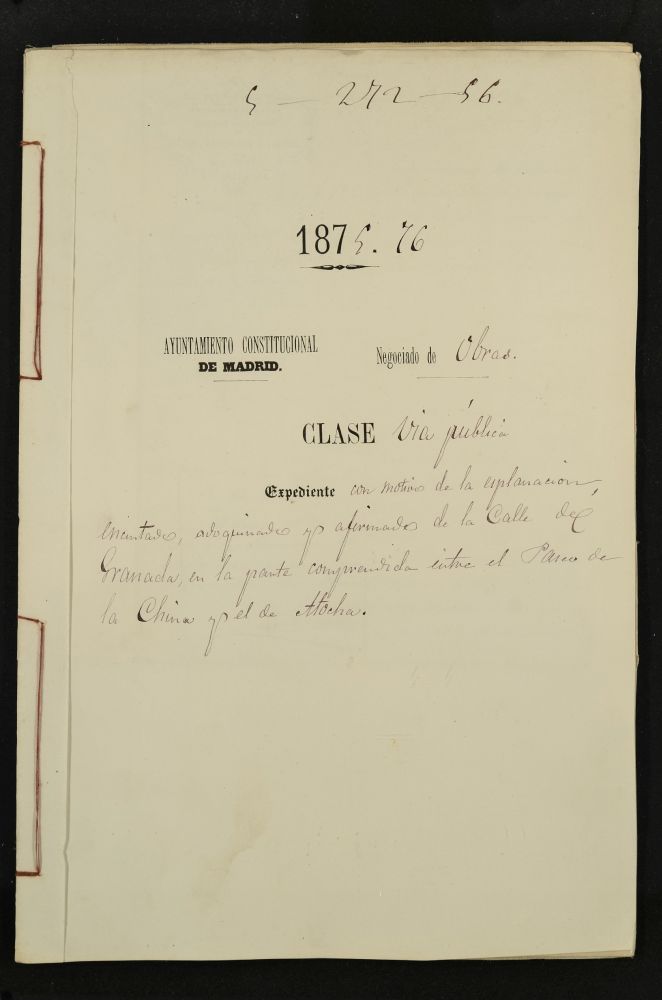 5 — 272 — 56.
1875. 76
AYUNTAMIENTO CONSTITUCIONAL
DE MADRID.
Negociado de Obras.
CLASE Via pública
Expediente con motivo de la esplanacion,
encintado, adoquinado y afirmado de la Calle de
Granada, en la parte comprendida entre el Paseo de
la China y el de Atocha.